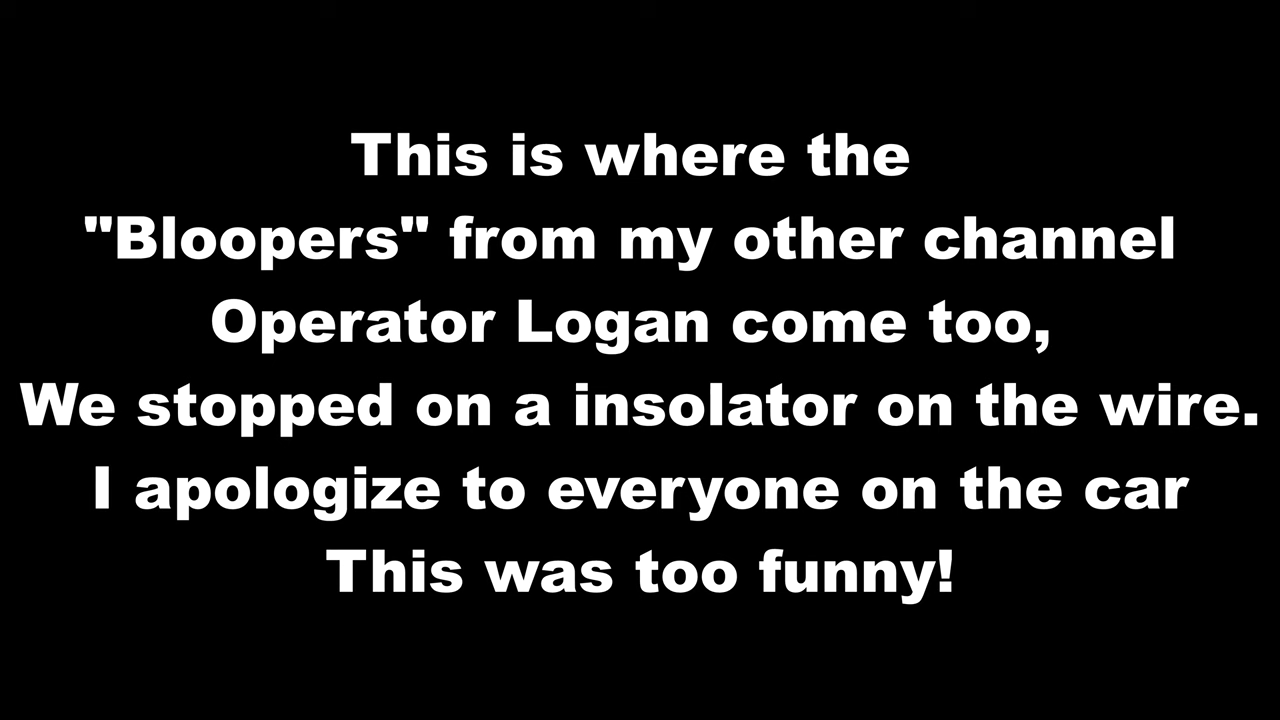 This is where the
"Bloopers" from my other channel
Operator Logan come too,
We stopped on a insolator on the wire.
I apologize to everyone on the car
This was too funny!